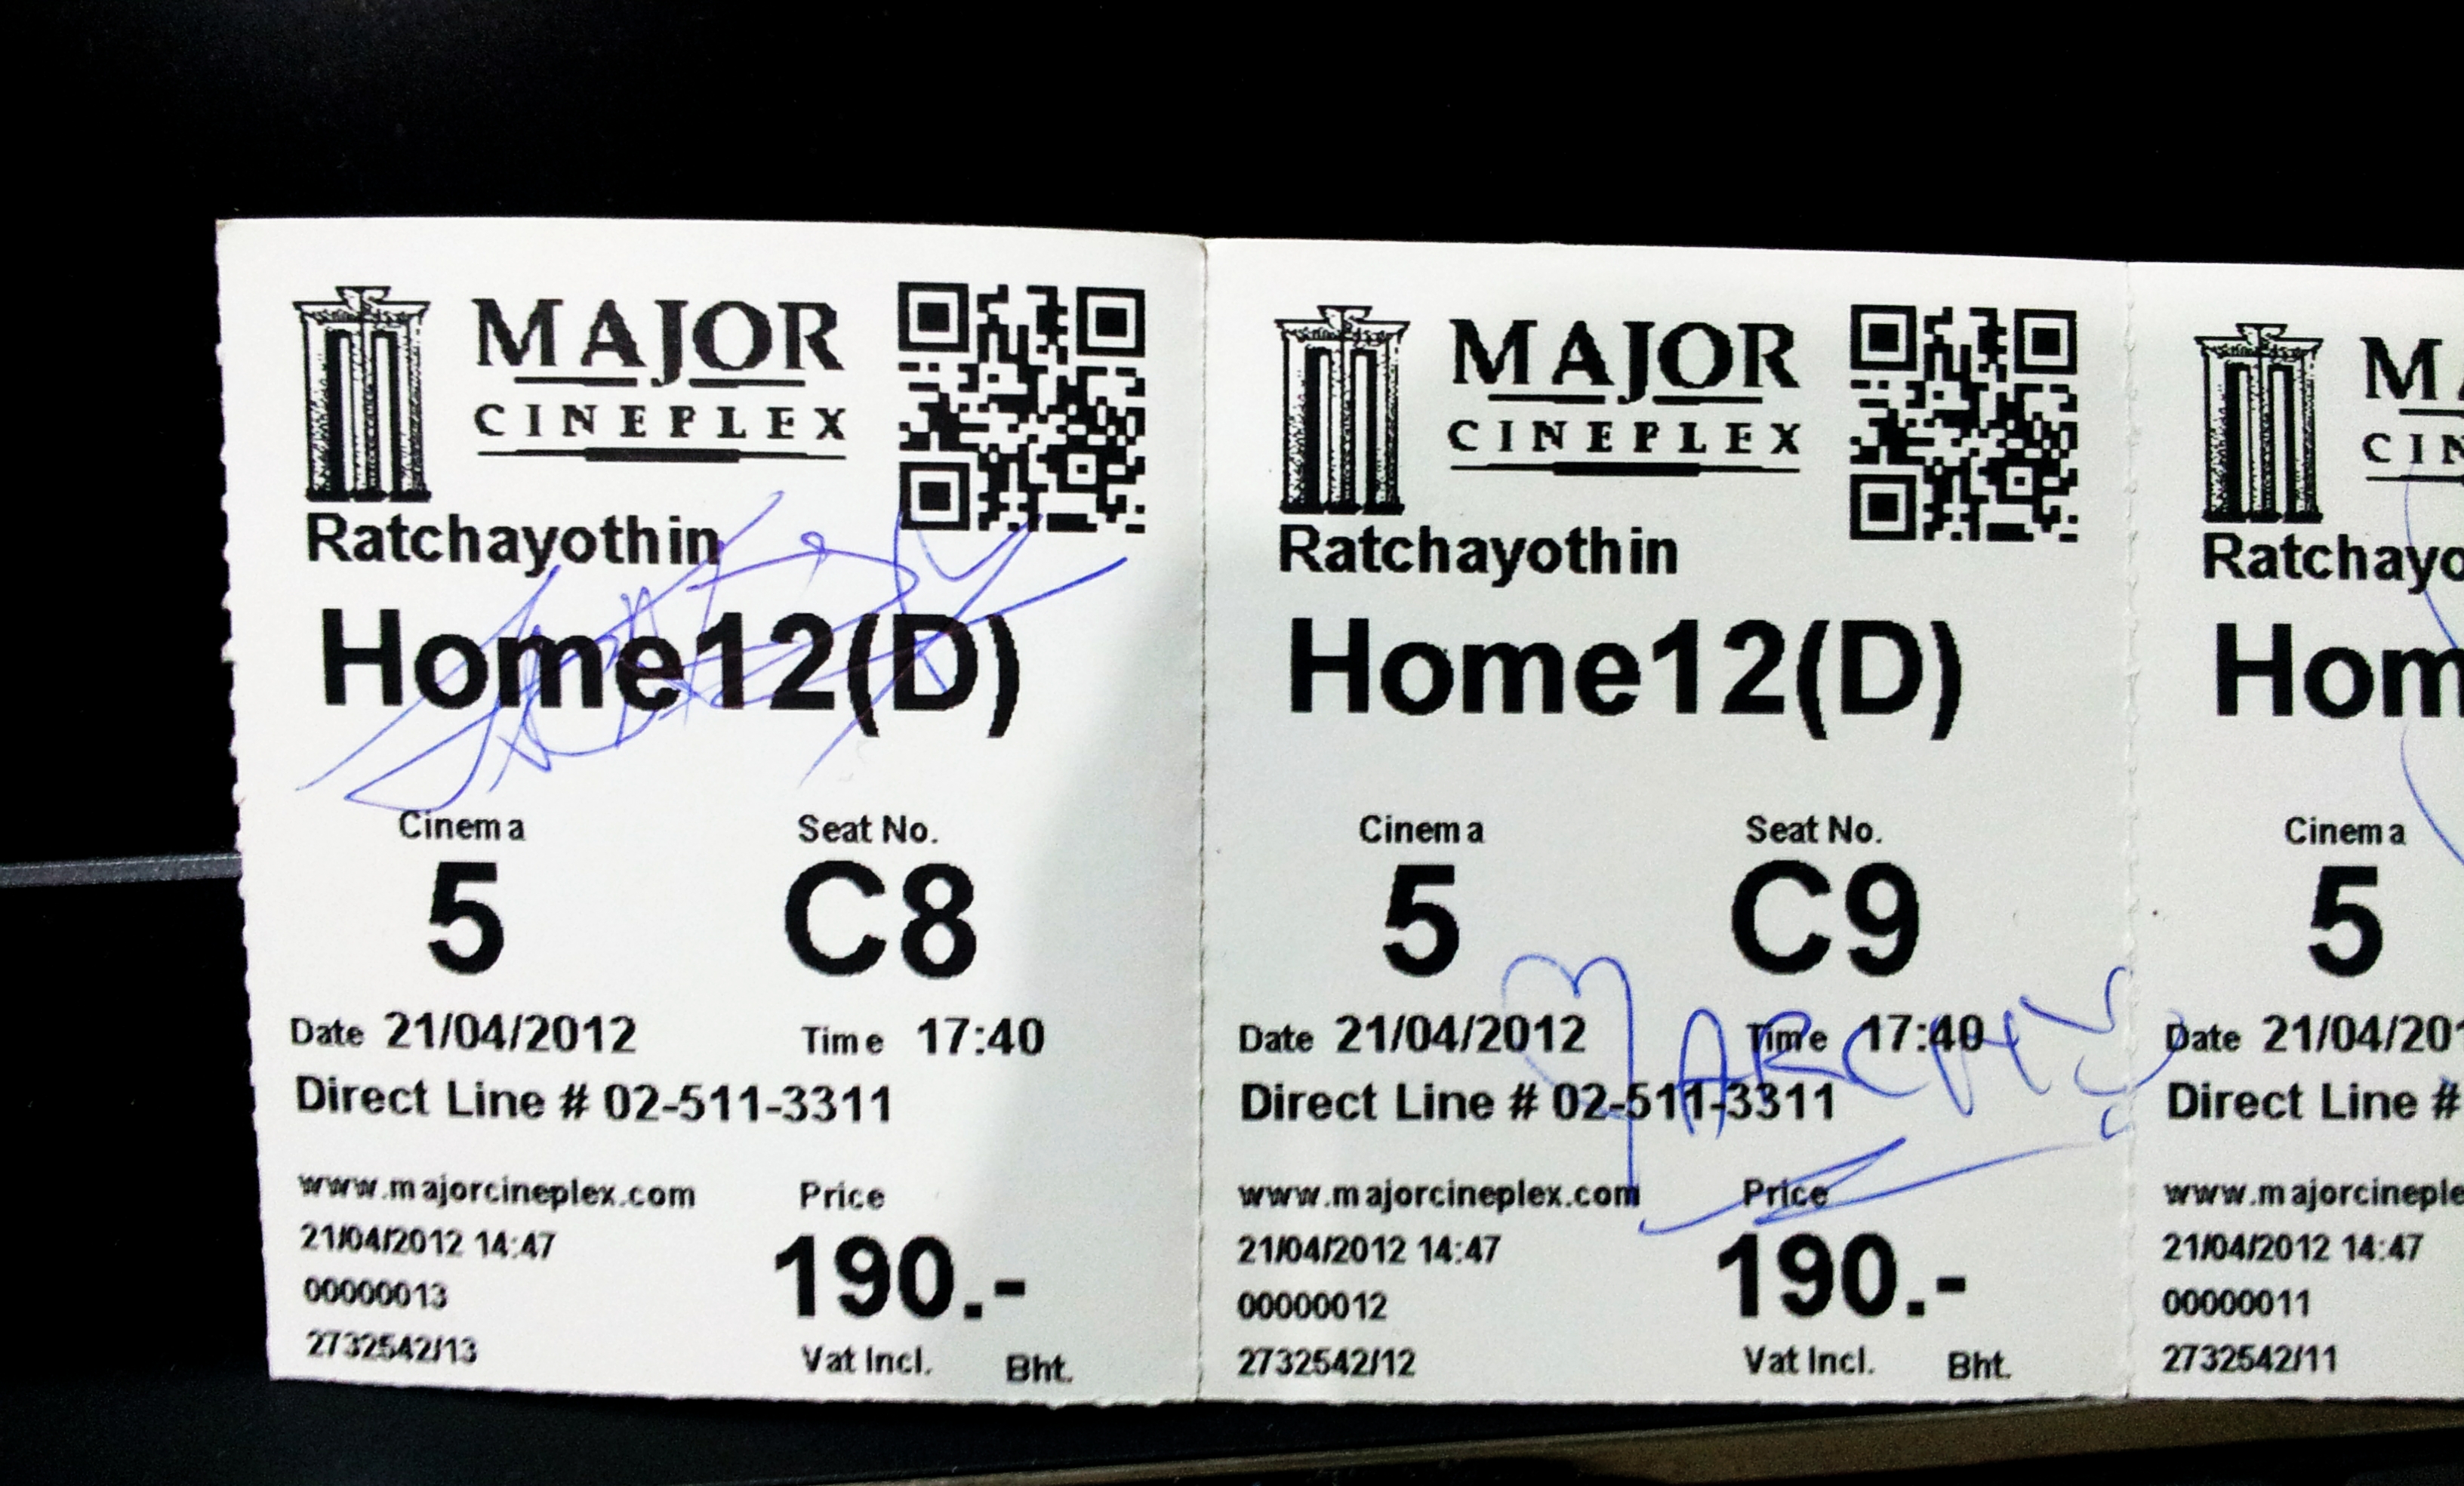 MAJOR
CINEPLEX
Ratchayothin
Home12(D)
Cinema Seat No.
5 C8
Date 21/04/2012 Time 17:40
Direct Line # 02-511-3311
www.majorcineplex.com Price
21/04/2012 14:47
190.-
00000013
2732542/13 Vat Incl. Bht.
MAJOR
CINEPLEX
Ratchayothin
Home12(D)
Cinema Seat No.
5 C9
Date 21/04/2012 Time 17:40
Direct Line # 02-511-3311
www.majorcineplex.com Price
21/04/2012 14:47
190.-
00000012
2732542/12 Vat Incl. Bht.
MA
CIN
Ratchayo
Hom
Cinema
5
Date 21/04/201
Direct Line #
www.majorcineple
21/04/2012 14:47
00000011
2732542/11